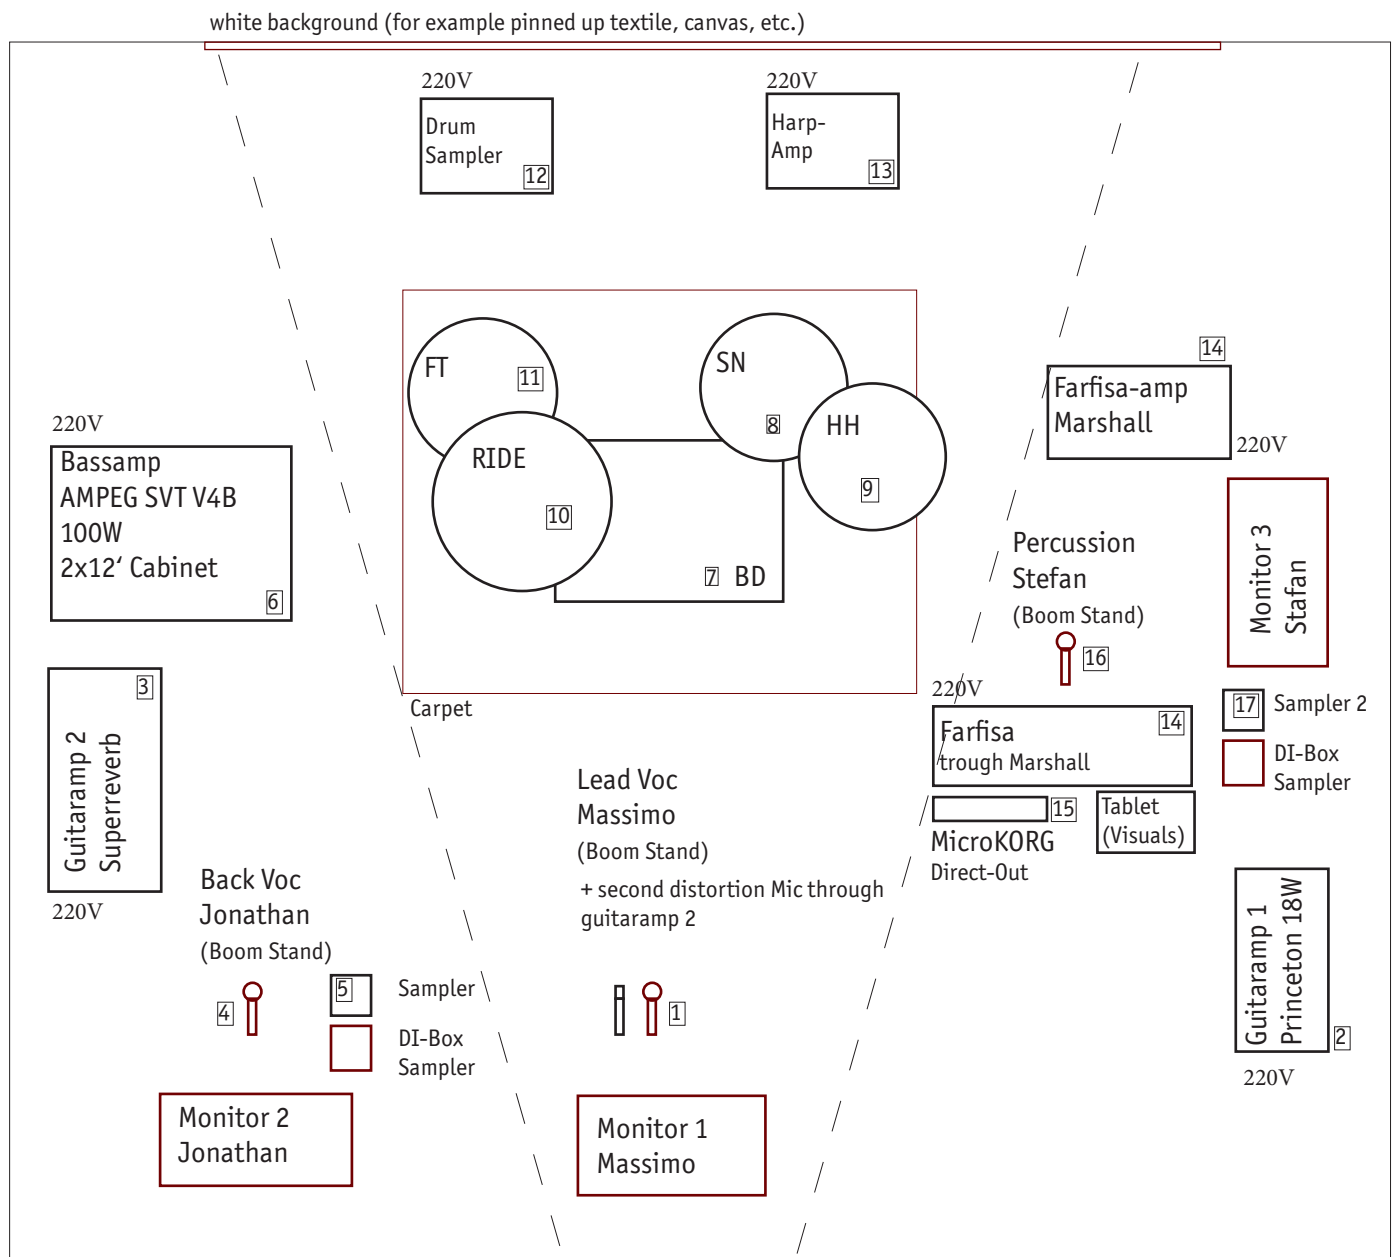 white background (for example pinned up textile, canvas, etc.)
220V
Drum
Sampler
12
220V
Harp-
Amp
13
FT
11
SN
8
HH
9
RIDE
10
7 BD
Carpet
14
Farfisa-amp
Marshall
220V
220V
Bassamp
AMPEG SVT V4B
100W
2x12‘ Cabinet
6
Percussion
Stefan
(Boom Stand)
16
Monitor 3
Stafan
3
Guitaramp 2
Superreverb
220V
220V
Farfisa
trough Marshall
14
17 Sampler 2
DI-Box
Sampler
15
MicroKORG
Direct-Out
Tablet
(Visuals)
Lead Voc
Massimo
(Boom Stand)
+ second distortion Mic through
guitaramp 2
1
Back Voc
Jonathan
(Boom Stand)
4
5 Sampler
DI-Box
Sampler
Guitaramp 1
Princeton 18W
2
220V
Monitor 2
Jonathan
Monitor 1
Massimo